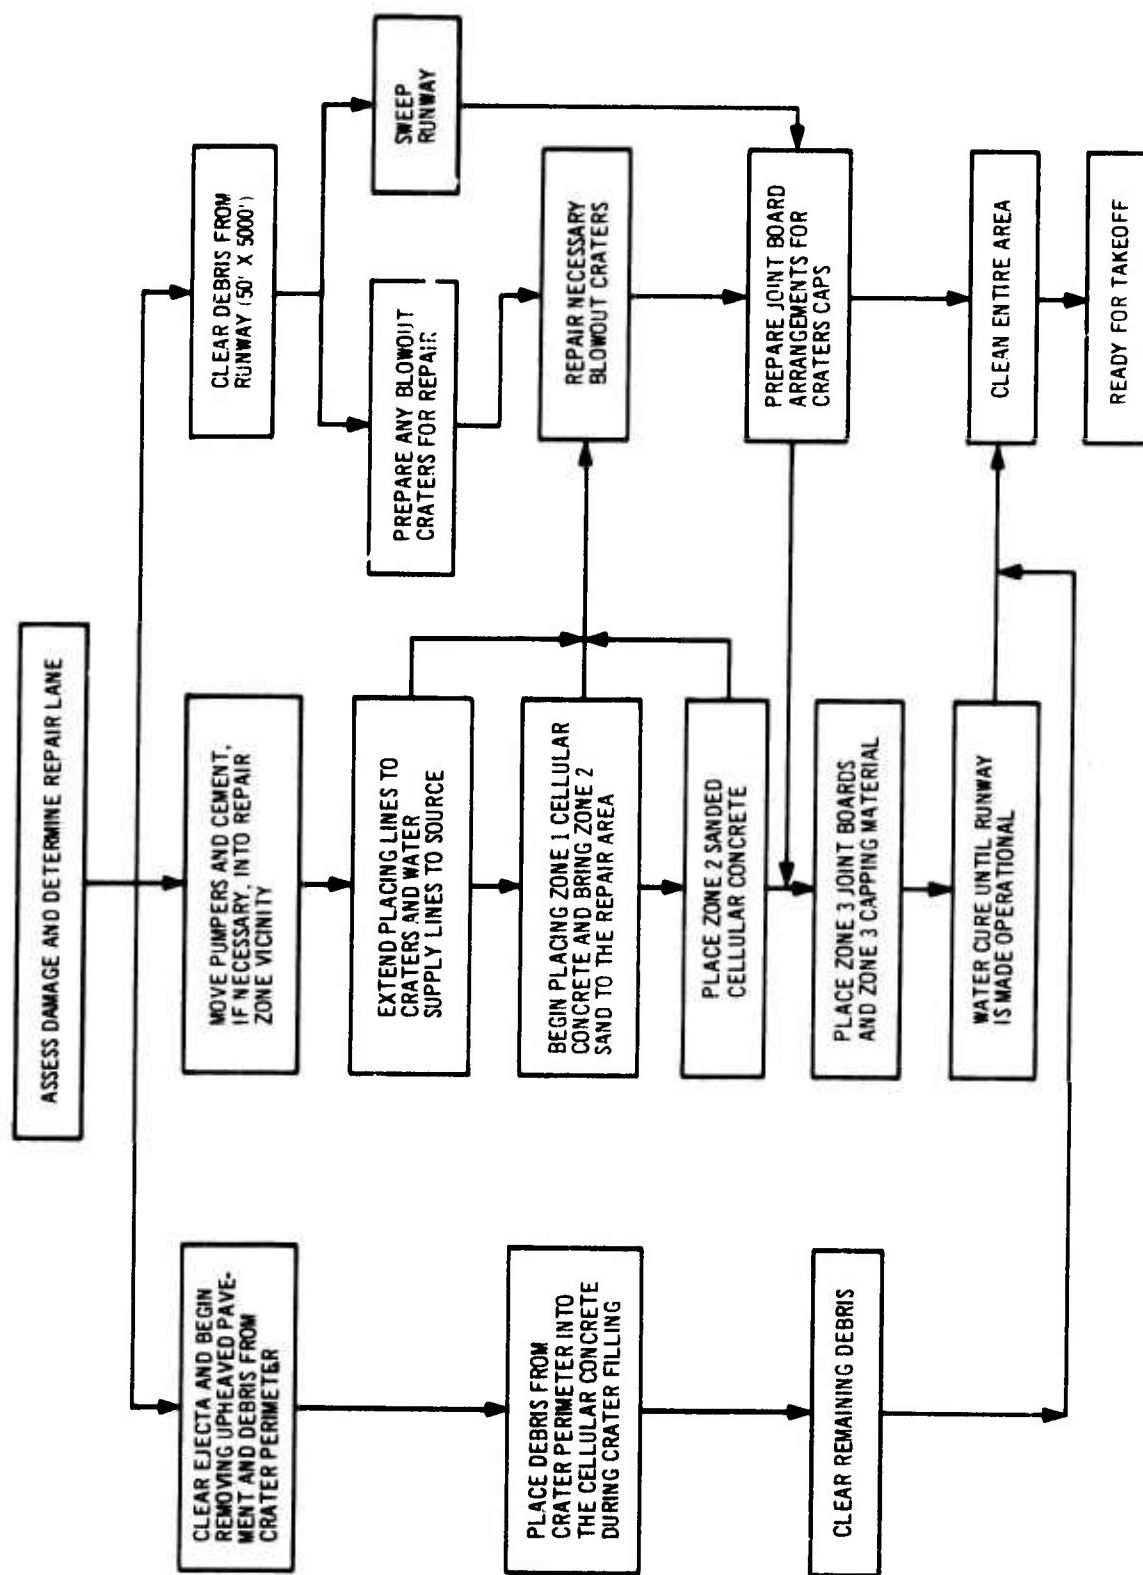 ASSESS DAMAGE AND DETERMINE REPAIR LANE
CLEAR EJECTA AND BEGIN
REMOVING UPHEAVED PAVE-
MENT AND DEBRIS FROM
CRATER PERIMETER
MOVE PUMPERS AND CEMENT,
IF NECESSARY, INTO REPAIR
ZONE VICINITY
CLEAR DEBRIS FROM
RUNWAY (50' X 5000')
EXTEND PLACING LINES TO
CRATERS AND WATER
SUPPLY LINES TO SOURCE
PREPARE ANY BLOWOUT
CRATERS FOR REPAIR
SWEEP
RUNWAY
PLACE DEBRIS FROM
CRATER PERIMETER INTO
THE CELLULAR CONCRETE
DURING CRATER FILLING
BEGIN PLACING ZONE 1 CELLULAR
CONCRETE AND BRING ZONE 2
SAND TO THE REPAIR AREA
REPAIR NECESSARY
BLOWOUT CRATERS
PLACE ZONE 2 SANDED
CELLULAR CONCRETE
PREPARE JOINT BOARD
ARRANGEMENTS FOR
CRATERS CAPS
CLEAR REMAINING DEBRIS
PLACE ZONE 3 JOINT BOARDS
AND ZONE 3 CAPPING MATERIAL
WATER CURE UNTIL RUNWAY
IS MADE OPERATIONAL
CLEAN ENTIRE AREA
READY FOR TAKEOFF